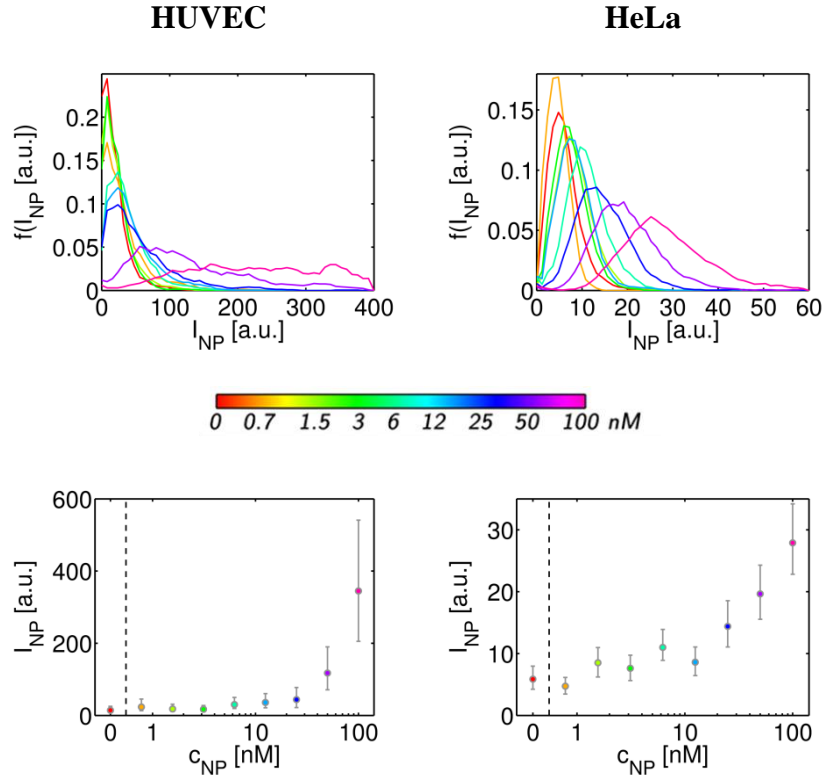 HUVEC HeLa
f(I_NP [a.u.])
0.2
0.15
0.1
0.05
0
0 100 200 300 400
I_NP [a.u.]
f(I_NP [a.u.])
0.15
0.1
0.05
0
0 10 20 30 40 50 60
I_NP [a.u.]
0 0.7 1.5 3 6 12 25 50 100 nM
I_NP [a.u.]
600
400
200
0
0 1 10 100
c_NP [nM]
I_NP [a.u.]
30
20
10
0
0 1 10 100
c_NP [nM]